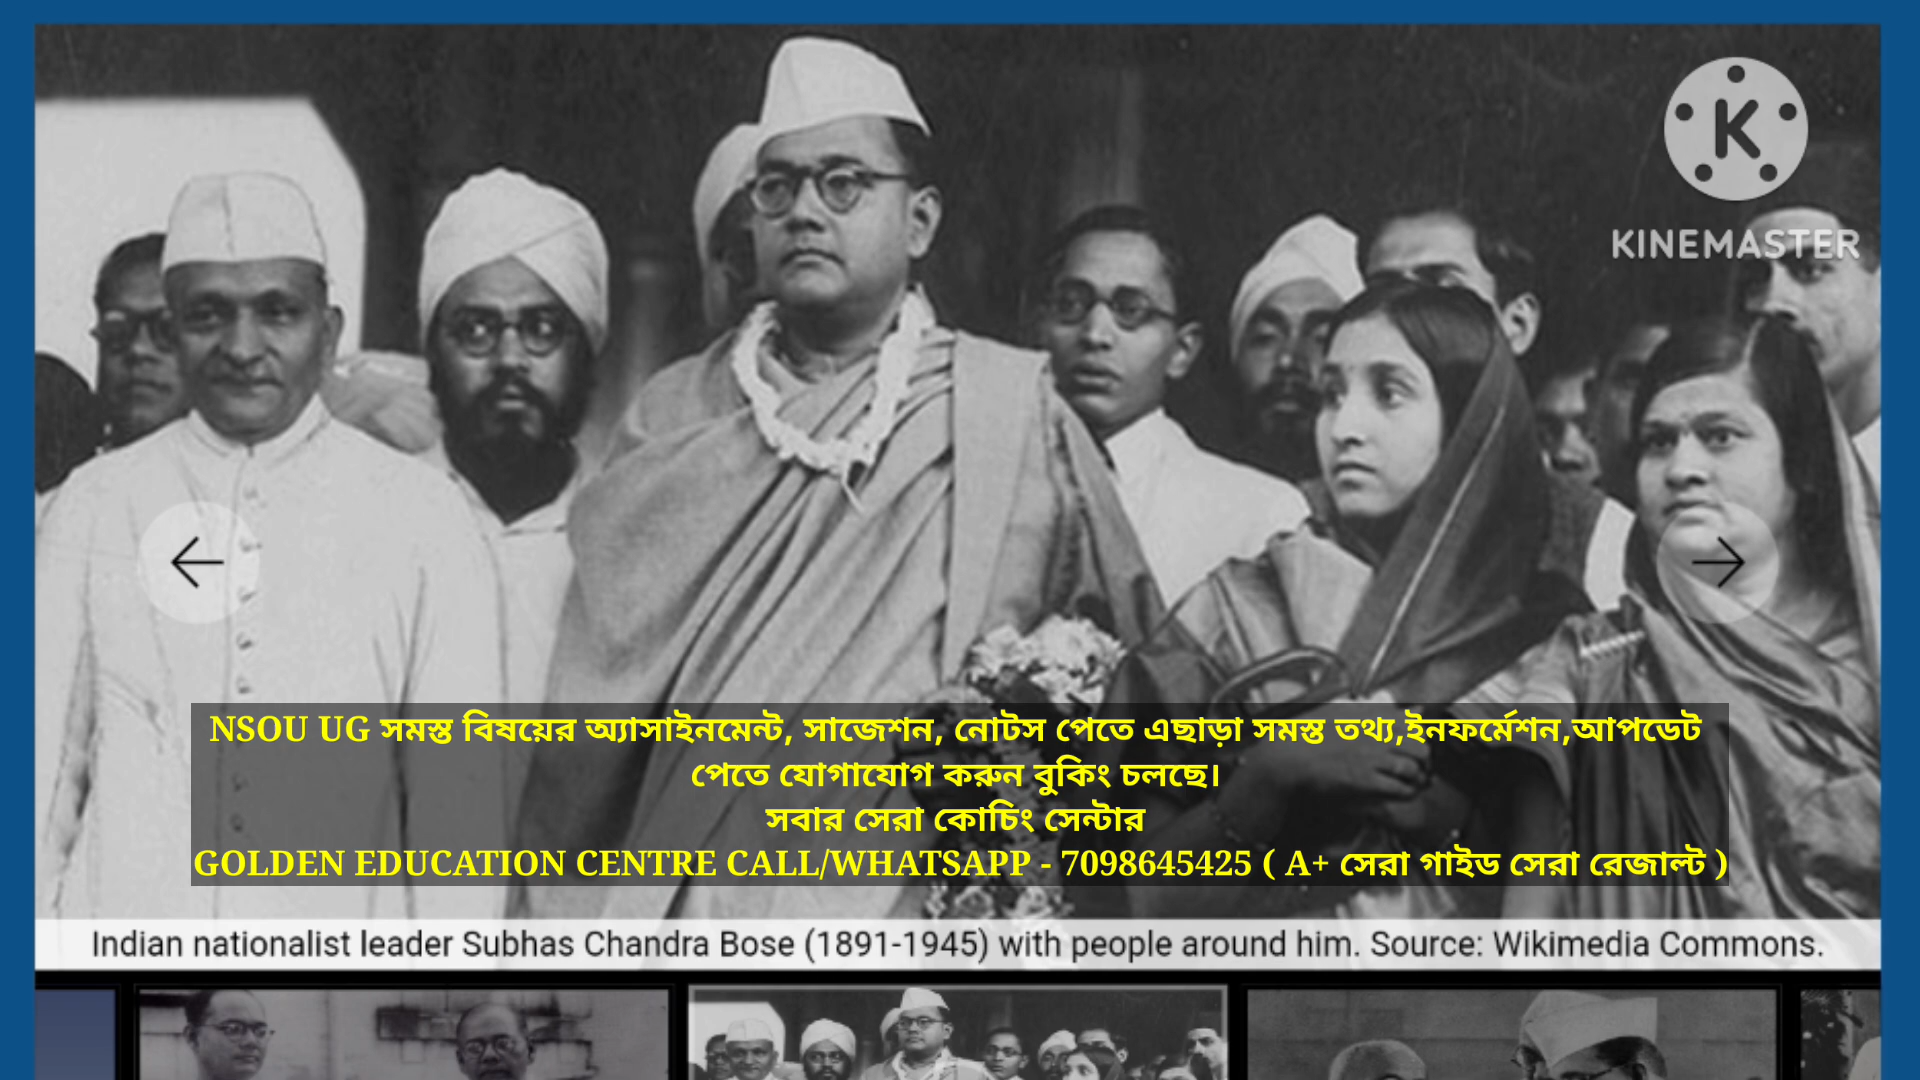 K
KINEMASTER
NSOU UG সমস্ত বিষয়ের অ্যাসাইনমেন্ট, সাজেশন, নোটস পেতে এছাড়া সমস্ত তথ্য,ইনফর্মেশন,আপডেট
পেতে যোগাযোগ করুন বুকিং চলছে।
সবার সেরা কোচিং সেন্টার
GOLDEN EDUCATION CENTRE CALL/WHATSAPP - 7098645425 ( A+ সেরা গাইড সেরা রেজাল্ট )
Indian nationalist leader Subhas Chandra Bose (1891-1945) with people around him. Source: Wikimedia Commons.